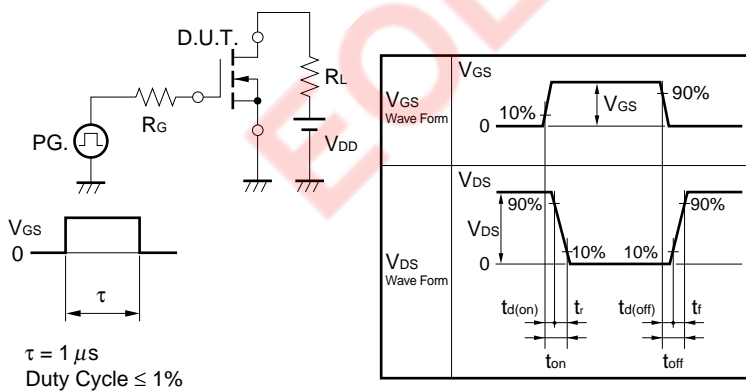 D.U.T.
RL
RG
PG.
VDD
VGS
0
τ
τ = 1 μs
Duty Cycle ≤ 1%
VGS
Wave Form
VGS
10%
0
VGS
90%
VDS
Wave Form
VDS
90%
VDS
0
10%
10%
90%
td(on)
tr
td(off)
tf
ton
toff
EOL